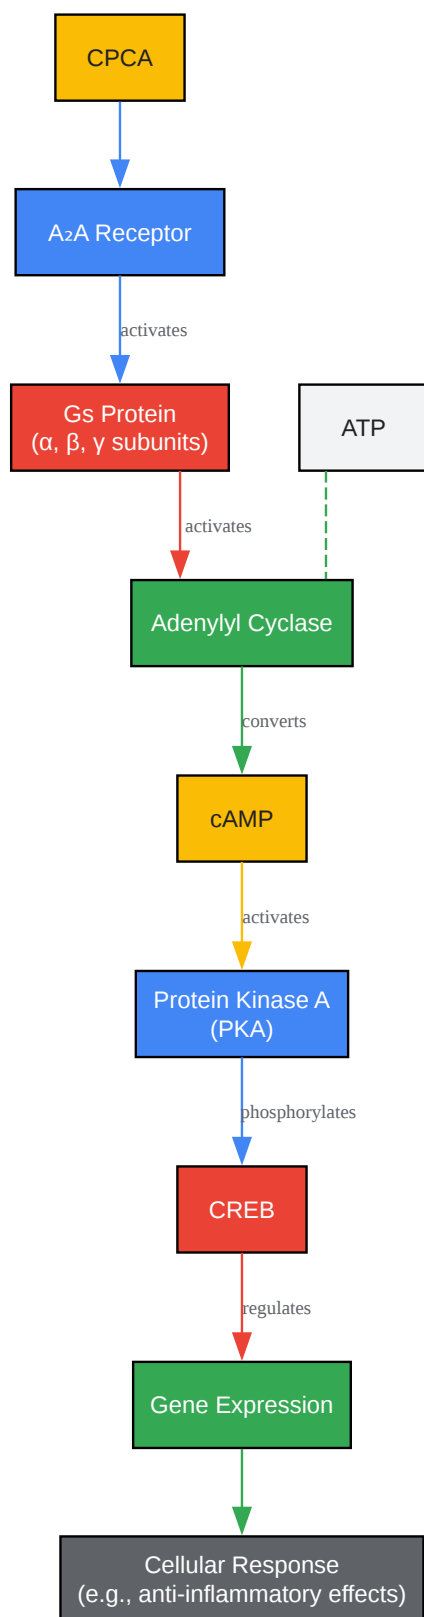 CPCA
A₂A Receptor
activates
Gs Protein
(α, β, γ subunits)
ATP
activates
Adenylyl Cyclase
converts
cAMP
activates
Protein Kinase A
(PKA)
phosphorylates
CREB
regulates
Gene Expression
Cellular Response
(e.g., anti-inflammatory effects)